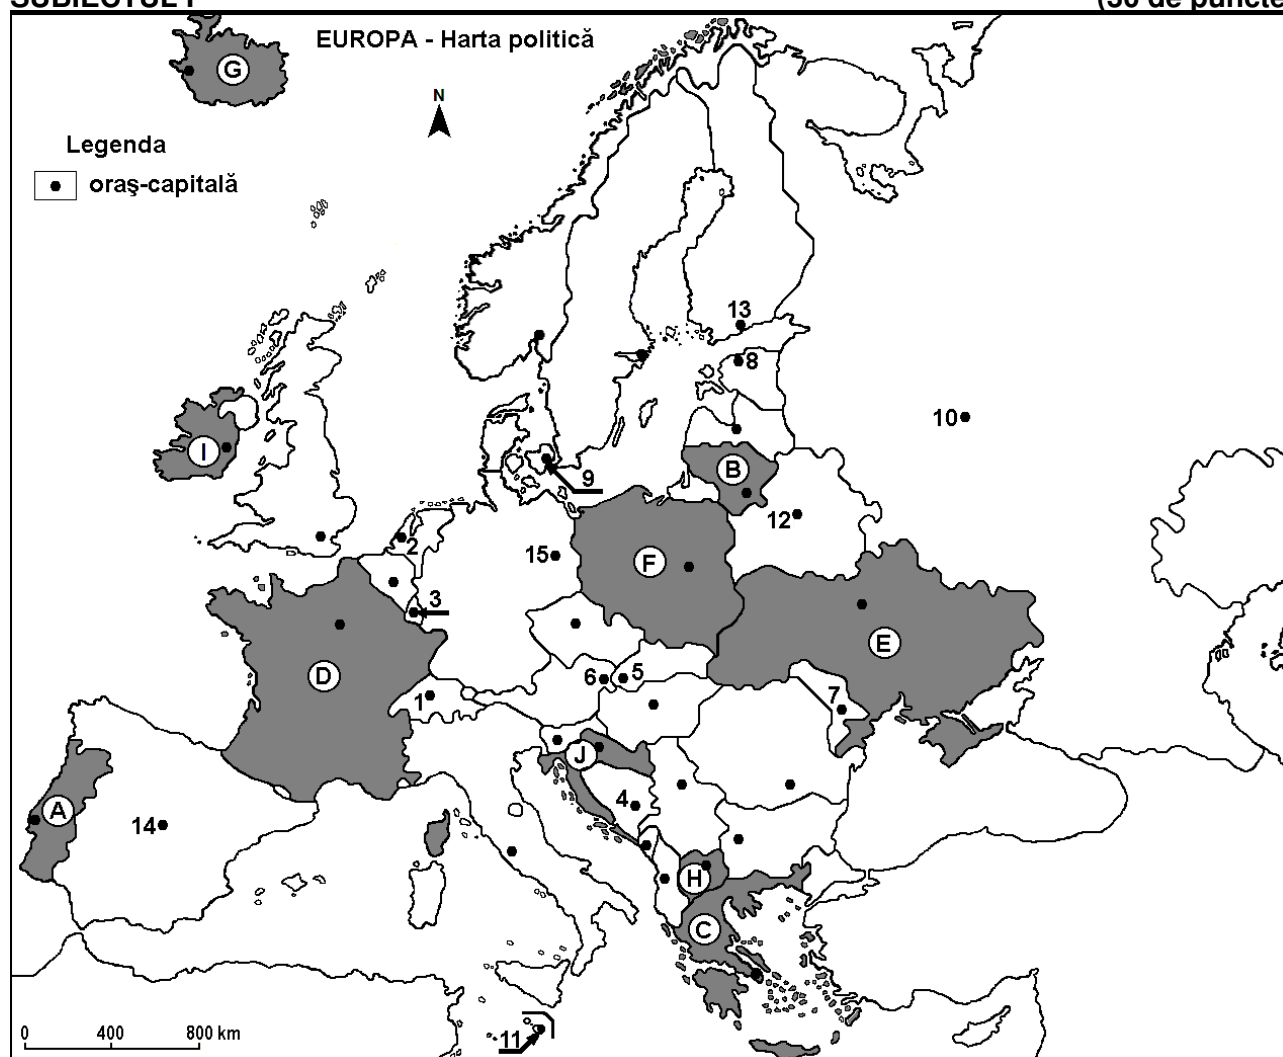 SUBIECTUL I (30 de puncte
EUROPA - Harta politică
G
N
Legenda
oraş-capitală
13
8
10
I
B
9
12
2
15
F
3
E
D
6
5
1
7
J
A
4
14
H
C
11
0 400 800 km